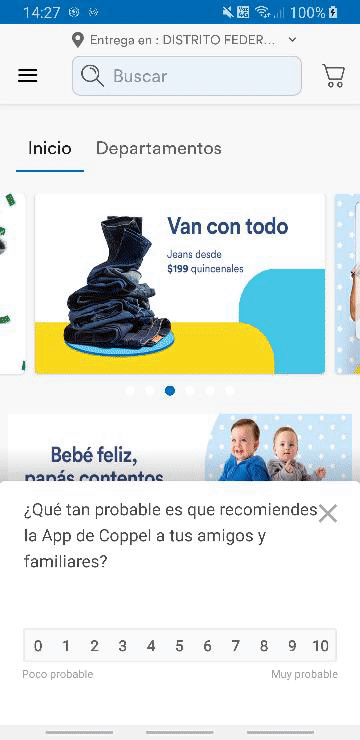 14:27
100%
Entrega en : DISTRITO FEDER...
Buscar
Inicio Departamentos
Van con todo
Jeans desde
$199 quincenales
Bebé feliz,
papás contentos
¿Qué tan probable es que recomiendes
la App de Coppel a tus amigos y
familiares?
0 1 2 3 4 5 6 7 8 9 10
Poco probable Muy probable